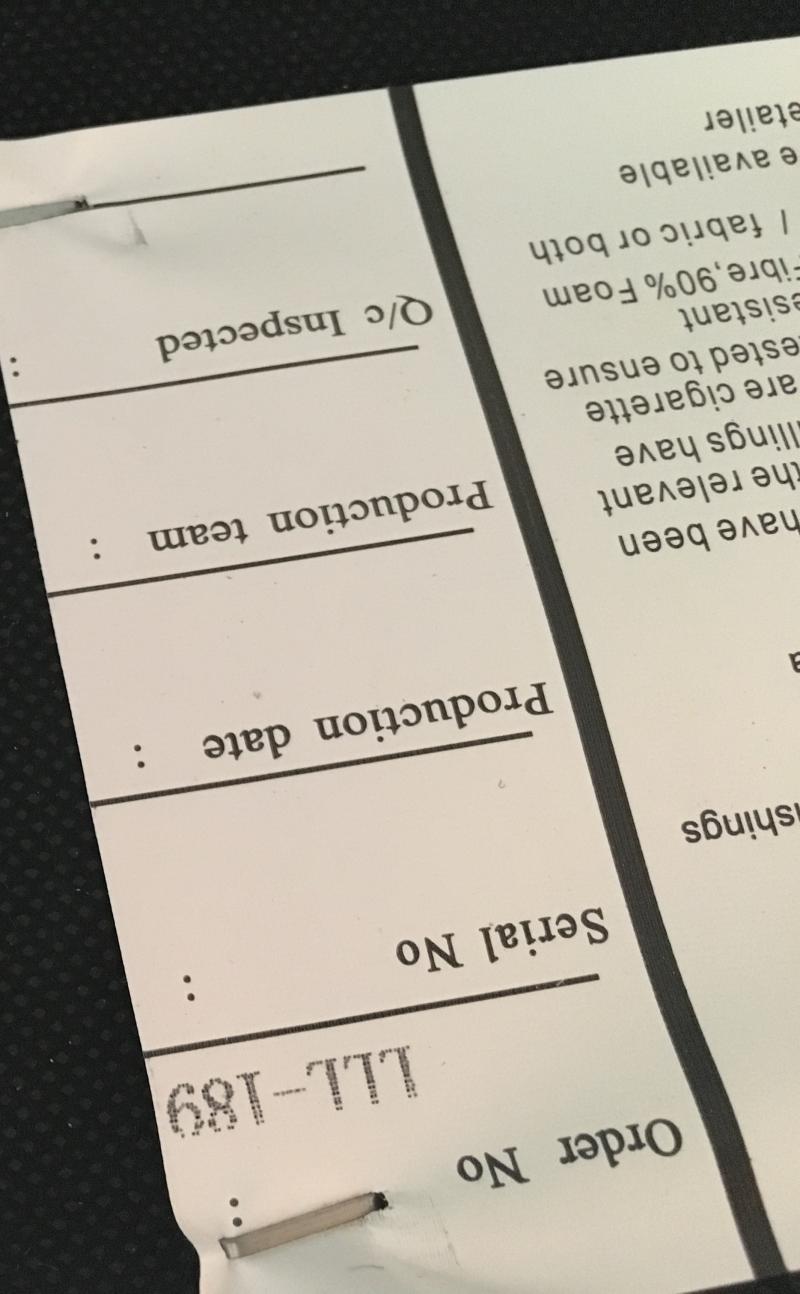 shings
a
have been
the relevant
llings have
are cigarette
ested to ensure
esistant
Fibre,90% Foam
/ fabric or both
e available
etailer
Order No :
LLL-189
Serial No :
Production date :
Production team :
Q/c Inspected :